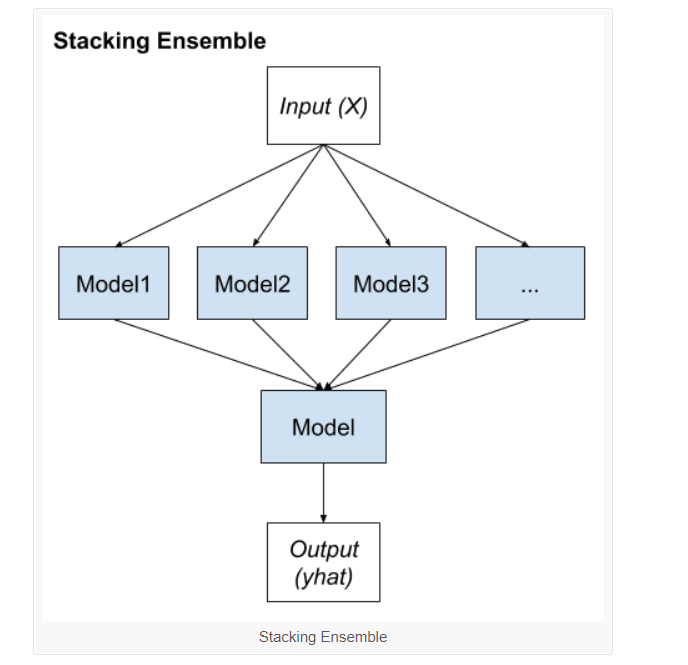 Stacking Ensemble
Input (X)
Model1
Model2
Model3
...
Model
Output
(yhat)
Stacking Ensemble